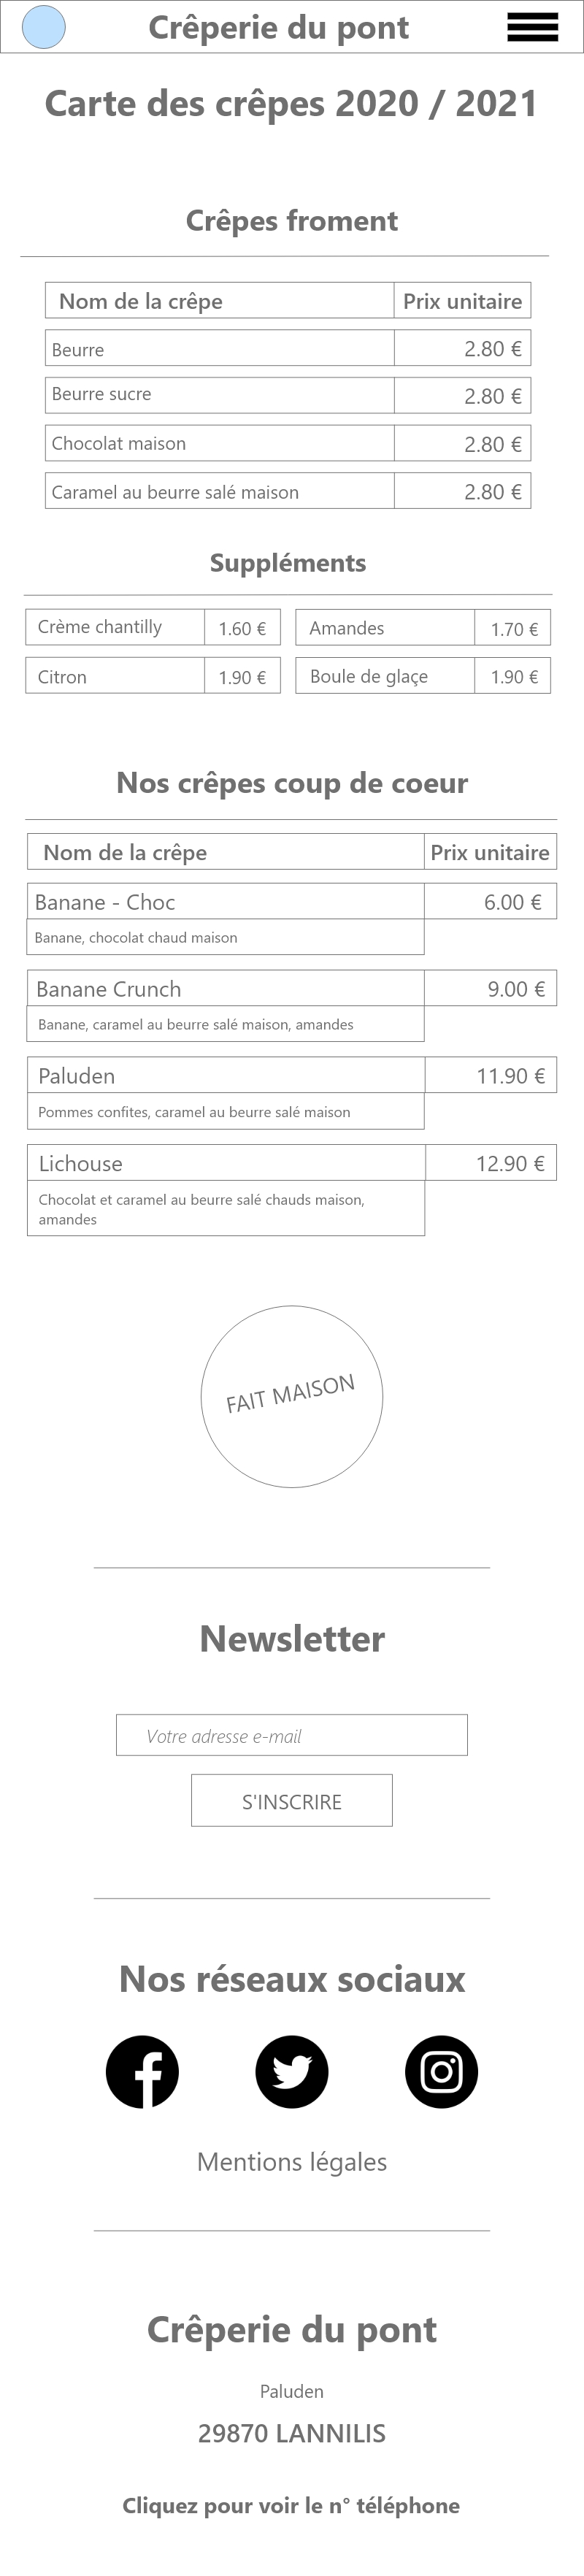 Crêperie du pont
Carte des crêpes 2020 / 2021
Crêpes froment
Nom de la crêpe Prix unitaire
Beurre 2.80 €
Beurre sucre 2.80 €
Chocolat maison 2.80 €
Caramel au beurre salé maison 2.80 €
Suppléments
Crème chantilly 1.60 € Amandes 1.70 €
Citron 1.90 € Boule de glaçe 1.90 €
Nos crêpes coup de coeur
Nom de la crêpe Prix unitaire
Banane - Choc 6.00 €
Banane, chocolat chaud maison
Banane Crunch 9.00 €
Banane, caramel au beurre salé maison, amandes
Paluden 11.90 €
Pommes confites, caramel au beurre salé maison
Lichouse 12.90 €
Chocolat et caramel au beurre salé chauds maison,
amandes
FAIT MAISON
Newsletter
Votre adresse e-mail
S'INSCRIRE
Nos réseaux sociaux
Mentions légales
Crêperie du pont
Paluden
29870 LANNILIS
Cliquez pour voir le n° téléphone